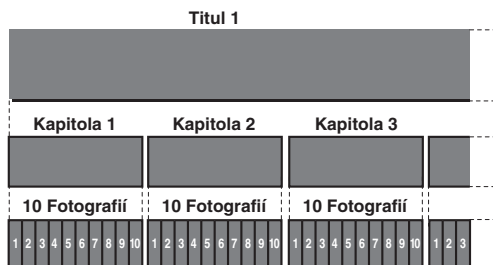 Titul 1
Kapitola 1 Kapitola 2 Kapitola 3
10 Fotografií 10 Fotografií 10 Fotografií
1 2 3 4 5 6 7 8 9 10 1 2 3 4 5 6 7 8 9 10 1 2 3 4 5 6 7 8 9 10 1 2 3